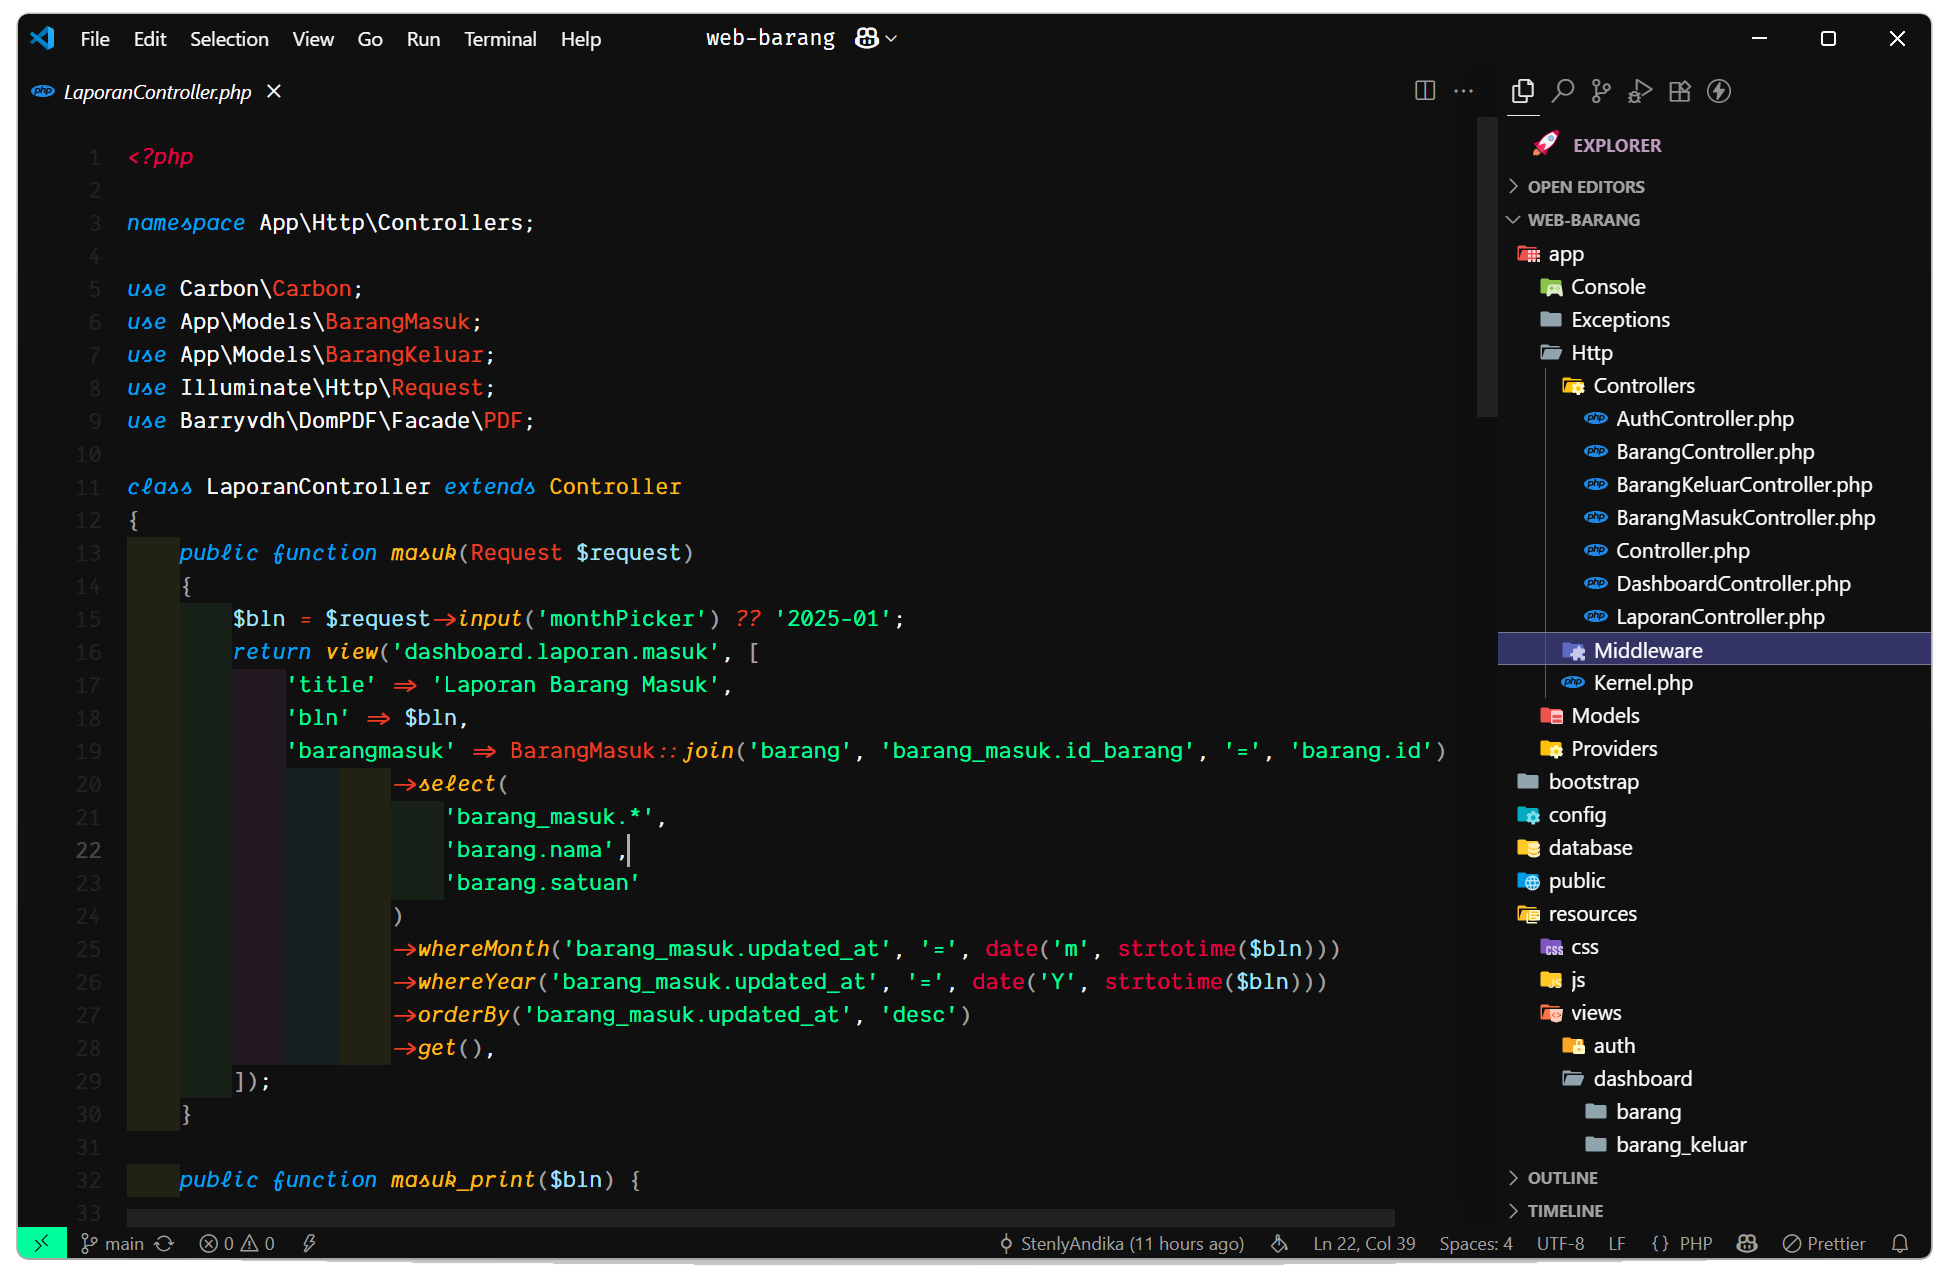 File Edit Selection View Go Run Terminal Help web-barang
LaporanController.php
1 <?php
2
3 namespace App\Http\Controllers;
4
5 use Carbon\Carbon;
6 use App\Models\BarangMasuk;
7 use App\Models\BarangKeluar;
8 use Illuminate\Http\Request;
9 use Barryvdh\DomPDF\Facade\PDF;
10
11 class LaporanController extends Controller
12 {
13 public function masuk(Request $request)
14 {
15 $bln = $request->input('monthPicker') ?? '2025-01';
16 return view('dashboard.laporan.masuk', [
17 'title' => 'Laporan Barang Masuk',
18 'bln' => $bln,
19 'barangmasuk' => BarangMasuk::join('barang', 'barang_masuk.id_barang', '=', 'barang.id')
20 ->select(
21 'barang_masuk.*',
22 'barang.nama',
23 'barang.satuan'
24 )
25 ->whereMonth('barang_masuk.updated_at', '=', date('m', strtotime($bln)))
26 ->whereYear('barang_masuk.updated_at', '=', date('Y', strtotime($bln)))
27 ->orderBy('barang_masuk.updated_at', 'desc')
28 ->get(),
29 ]);
30 }
31
32 public function masuk_print($bln) {
33
EXPLORER
OPEN EDITORS
WEB-BARANG
app
Console
Exceptions
Http
Controllers
php AuthController.php
php BarangController.php
php BarangKeluarController.php
php BarangMasukController.php
php Controller.php
php DashboardController.php
php LaporanController.php
Middleware
php Kernel.php
Models
Providers
bootstrap
config
database
public
resources
css
js
views
auth
dashboard
barang
barang_keluar
OUTLINE
TIMELINE
main 0 0 StenlyAndika (11 hours ago) Ln 22, Col 39 Spaces: 4 UTF-8 LF {} PHP Prettier